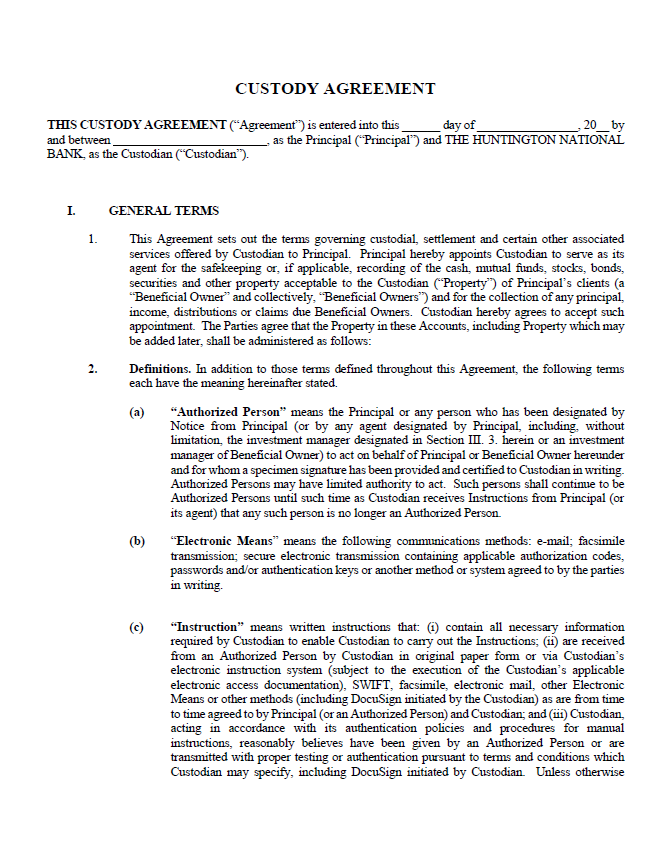 CUSTODY AGREEMENT
THIS CUSTODY AGREEMENT (“Agreement”) is entered into this ______ day of ________________, 20__ by
and between _________________________, as the Principal (“Principal”) and THE HUNTINGTON NATIONAL
BANK, as the Custodian (“Custodian”).
I. GENERAL TERMS
1. This Agreement sets out the terms governing custodial, settlement and certain other associated
services offered by Custodian to Principal. Principal hereby appoints Custodian to serve as its
agent for the safekeeping or, if applicable, recording of the cash, mutual funds, stocks, bonds,
securities and other property acceptable to the Custodian (“Property”) of Principal’s clients (a
“Beneficial Owner” and collectively, “Beneficial Owners”) and for the collection of any principal,
income, distributions or claims due Beneficial Owners. Custodian hereby agrees to accept such
appointment. The Parties agree that the Property in these Accounts, including Property which may
be added later, shall be administered as follows:
2. Definitions. In addition to those terms defined throughout this Agreement, the following terms
each have the meaning hereinafter stated.
(a) “Authorized Person” means the Principal or any person who has been designated by
Notice from Principal (or by any agent designated by Principal, including, without
limitation, the investment manager designated in Section III. 3. herein or an investment
manager of Beneficial Owner) to act on behalf of Principal or Beneficial Owner hereunder
and for whom a specimen signature has been provided and certified to Custodian in writing.
Authorized Persons may have limited authority to act. Such persons shall continue to be
Authorized Persons until such time as Custodian receives Instructions from Principal (or
its agent) that any such person is no longer an Authorized Person.
(b) “Electronic Means” means the following communications methods: e-mail; facsimile
transmission; secure electronic transmission containing applicable authorization codes,
passwords and/or authentication keys or another method or system agreed to by the parties
in writing.
(c) “Instruction” means written instructions that: (i) contain all necessary information
required by Custodian to enable Custodian to carry out the Instructions; (ii) are received
from an Authorized Person by Custodian in original paper form or via Custodian’s
electronic instruction system (subject to the execution of the Custodian’s applicable
electronic access documentation), SWIFT, facsimile, electronic mail, other Electronic
Means or other methods (including DocuSign initiated by the Custodian) as are from time
to time agreed to by Principal (or an Authorized Person) and Custodian; and (iii) Custodian,
acting in accordance with its authentication policies and procedures for manual
instructions, reasonably believes have been given by an Authorized Person or are
transmitted with proper testing or authentication pursuant to terms and conditions which
Custodian may specify, including DocuSign initiated by Custodian. Unless otherwise